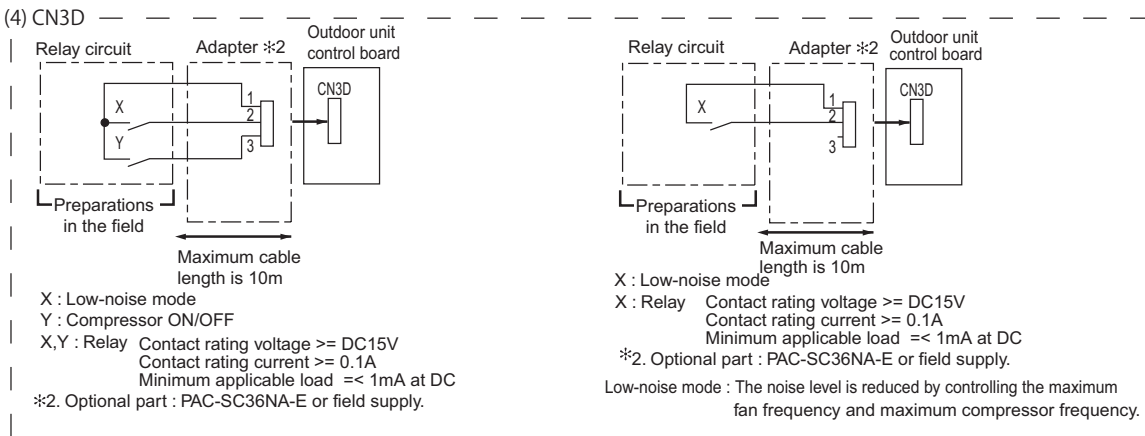 (4) CN3D
Relay circuit
Adapter ✻2
Outdoor unit
control board
CN3D
X
Y
1
2
3
Preparations
in the field
Maximum cable
length is 10m
X : Low-noise mode
Y : Compressor ON/OFF
X,Y : Relay Contact rating voltage >= DC15V
Contact rating current >= 0.1A
Minimum applicable load =< 1mA at DC
✻2. Optional part : PAC-SC36NA-E or field supply.
Relay circuit
Adapter ✻2
Outdoor unit
control board
CN3D
X
1
2
3
Preparations
in the field
Maximum cable
length is 10m
X : Low-noise mode
X : Relay Contact rating voltage >= DC15V
Contact rating current >= 0.1A
Minimum applicable load =< 1mA at DC
✻2. Optional part : PAC-SC36NA-E or field supply.
Low-noise mode : The noise level is reduced by controlling the maximum
fan frequency and maximum compressor frequency.